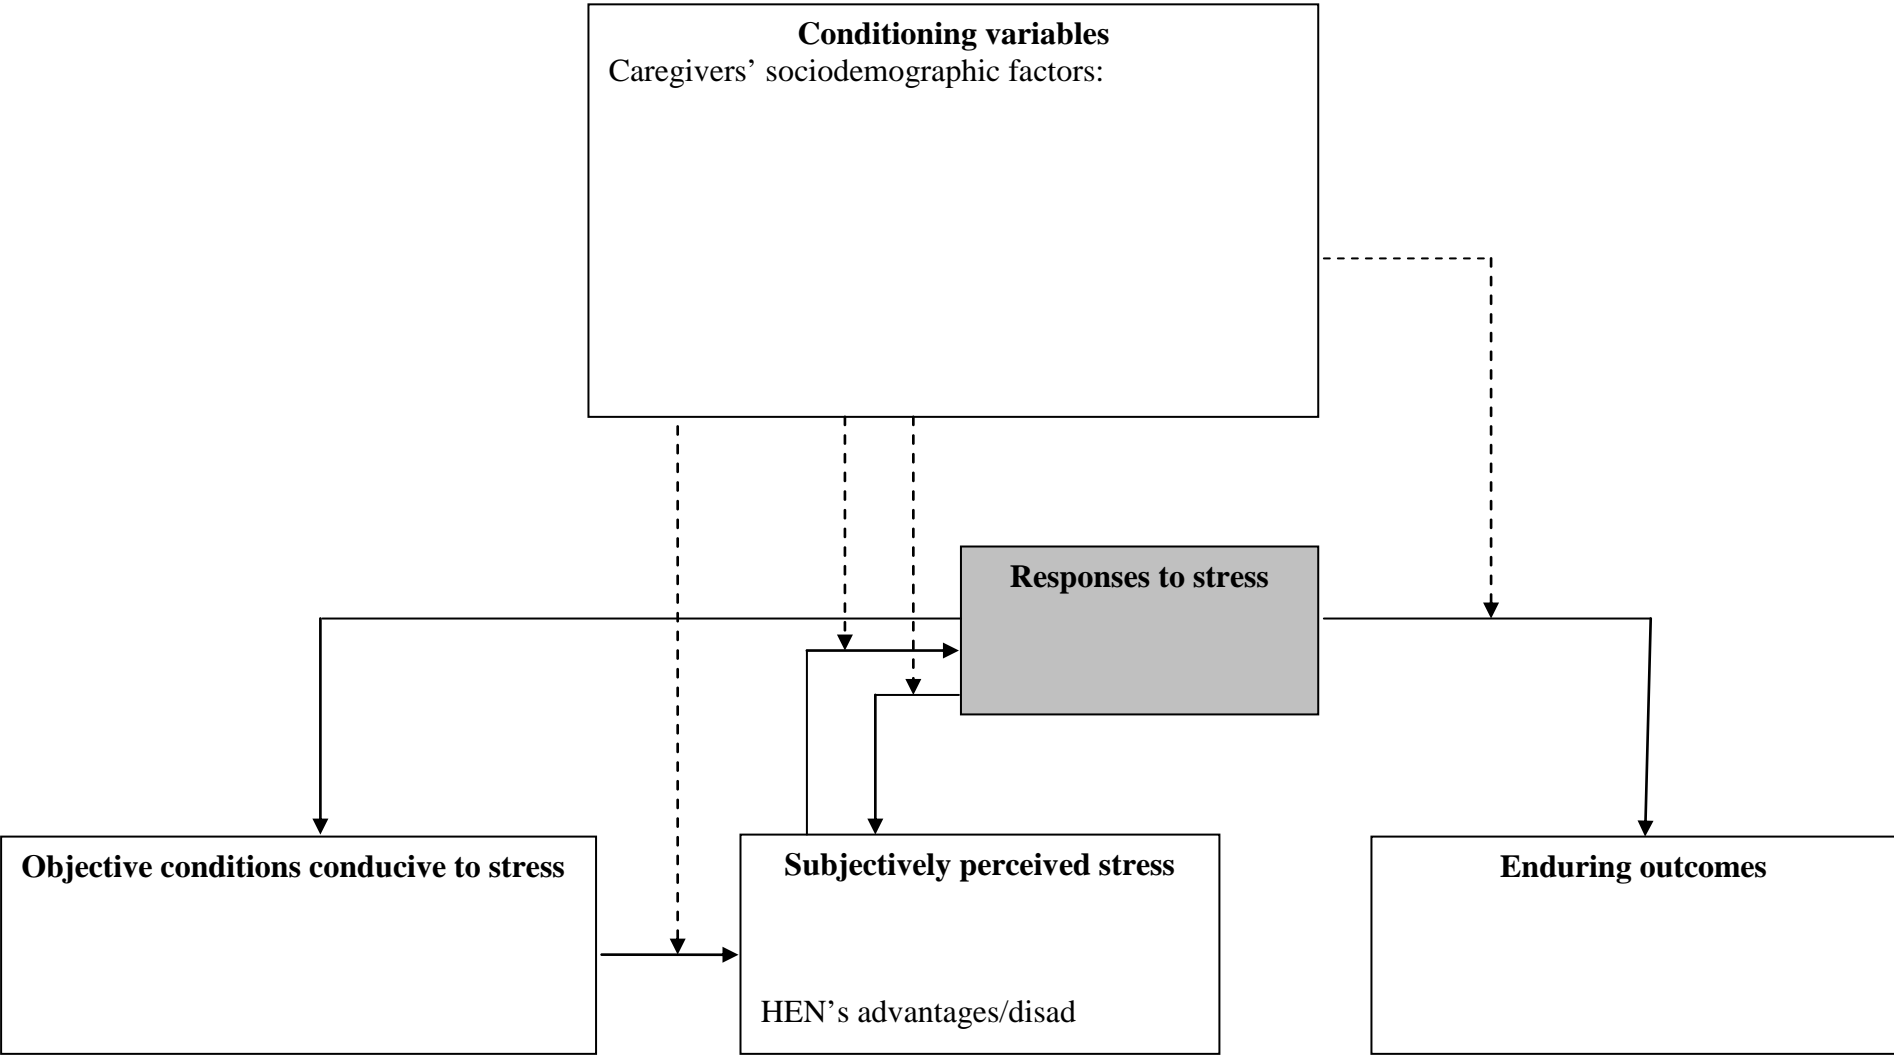 Conditioning variables
Caregivers’ sociodemographic factors:
Responses to stress
Objective conditions conducive to stress
Subjectively perceived stress
HEN’s advantages/disad
Enduring outcomes